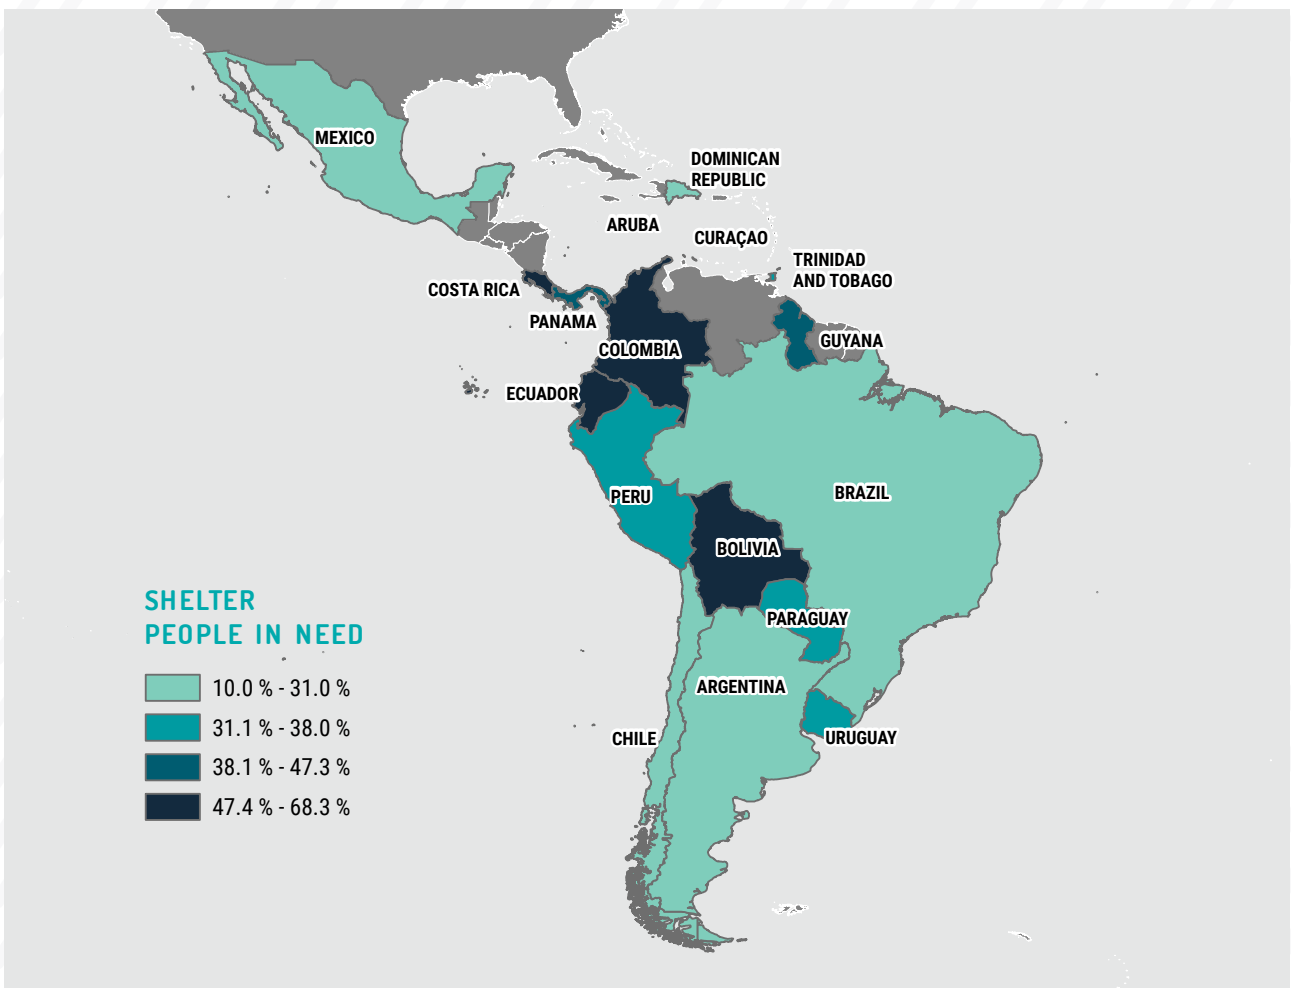 MEXICO
DOMINICAN
REPUBLIC
ARUBA
CURAÇAO
TRINIDAD
AND TOBAGO
COSTA RICA
PANAMA
COLOMBIA
GUYANA
ECUADOR
PERU
BRAZIL
BOLIVIA
PARAGUAY
ARGENTINA
CHILE
URUGUAY
SHELTER
PEOPLE IN NEED
10.0 % - 31.0 %
31.1 % - 38.0 %
38.1 % - 47.3 %
47.4 % - 68.3 %